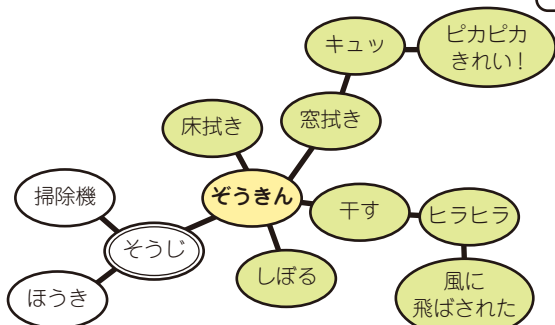 キュッ
ピカピカ
きれい!
床拭き
窓拭き
掃除機
ぞうきん
干す
ヒラヒラ
そうじ
しぼる
ほうき
風に
飛ばされた